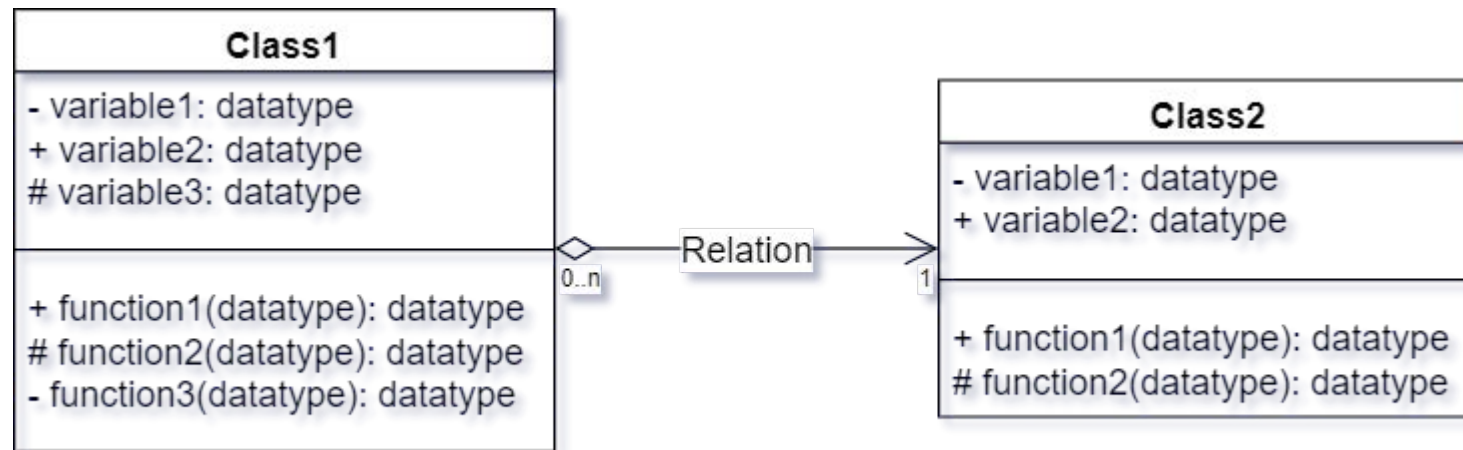 Class1
- variable1: datatype
+ variable2: datatype
# variable3: datatype
+ function1(datatype): datatype
# function2(datatype): datatype
- function3(datatype): datatype
0..n
Relation
1
Class2
- variable1: datatype
+ variable2: datatype
+ function1(datatype): datatype
# function2(datatype): datatype